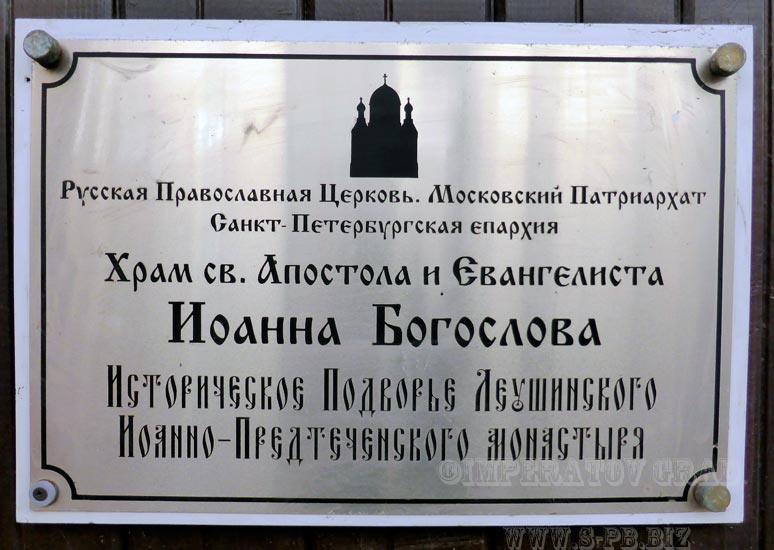 Русская Православная Церковь. Московский Патриархат
Санкт-Петербургская епархия
Храм св. Апостола и Евангелиста
Иоанна Богослова
Историческое Подворье Леушинского
Иоанно-Предтеченского монастыря
©IMPERATOV GRAD
WWW.S-PB.BIZ